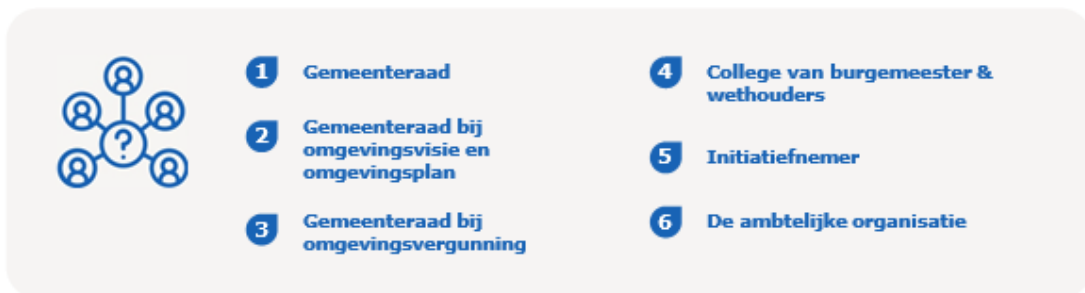 ?
1 Gemeenteraad
2 Gemeenteraad bij
omgevingsvisie en
omgevingsplan
3 Gemeenteraad bij
omgevingsvergunning
4 College van burgemeester &
wethouders
5 Initiatiefnemer
6 De ambtelijke organisatie